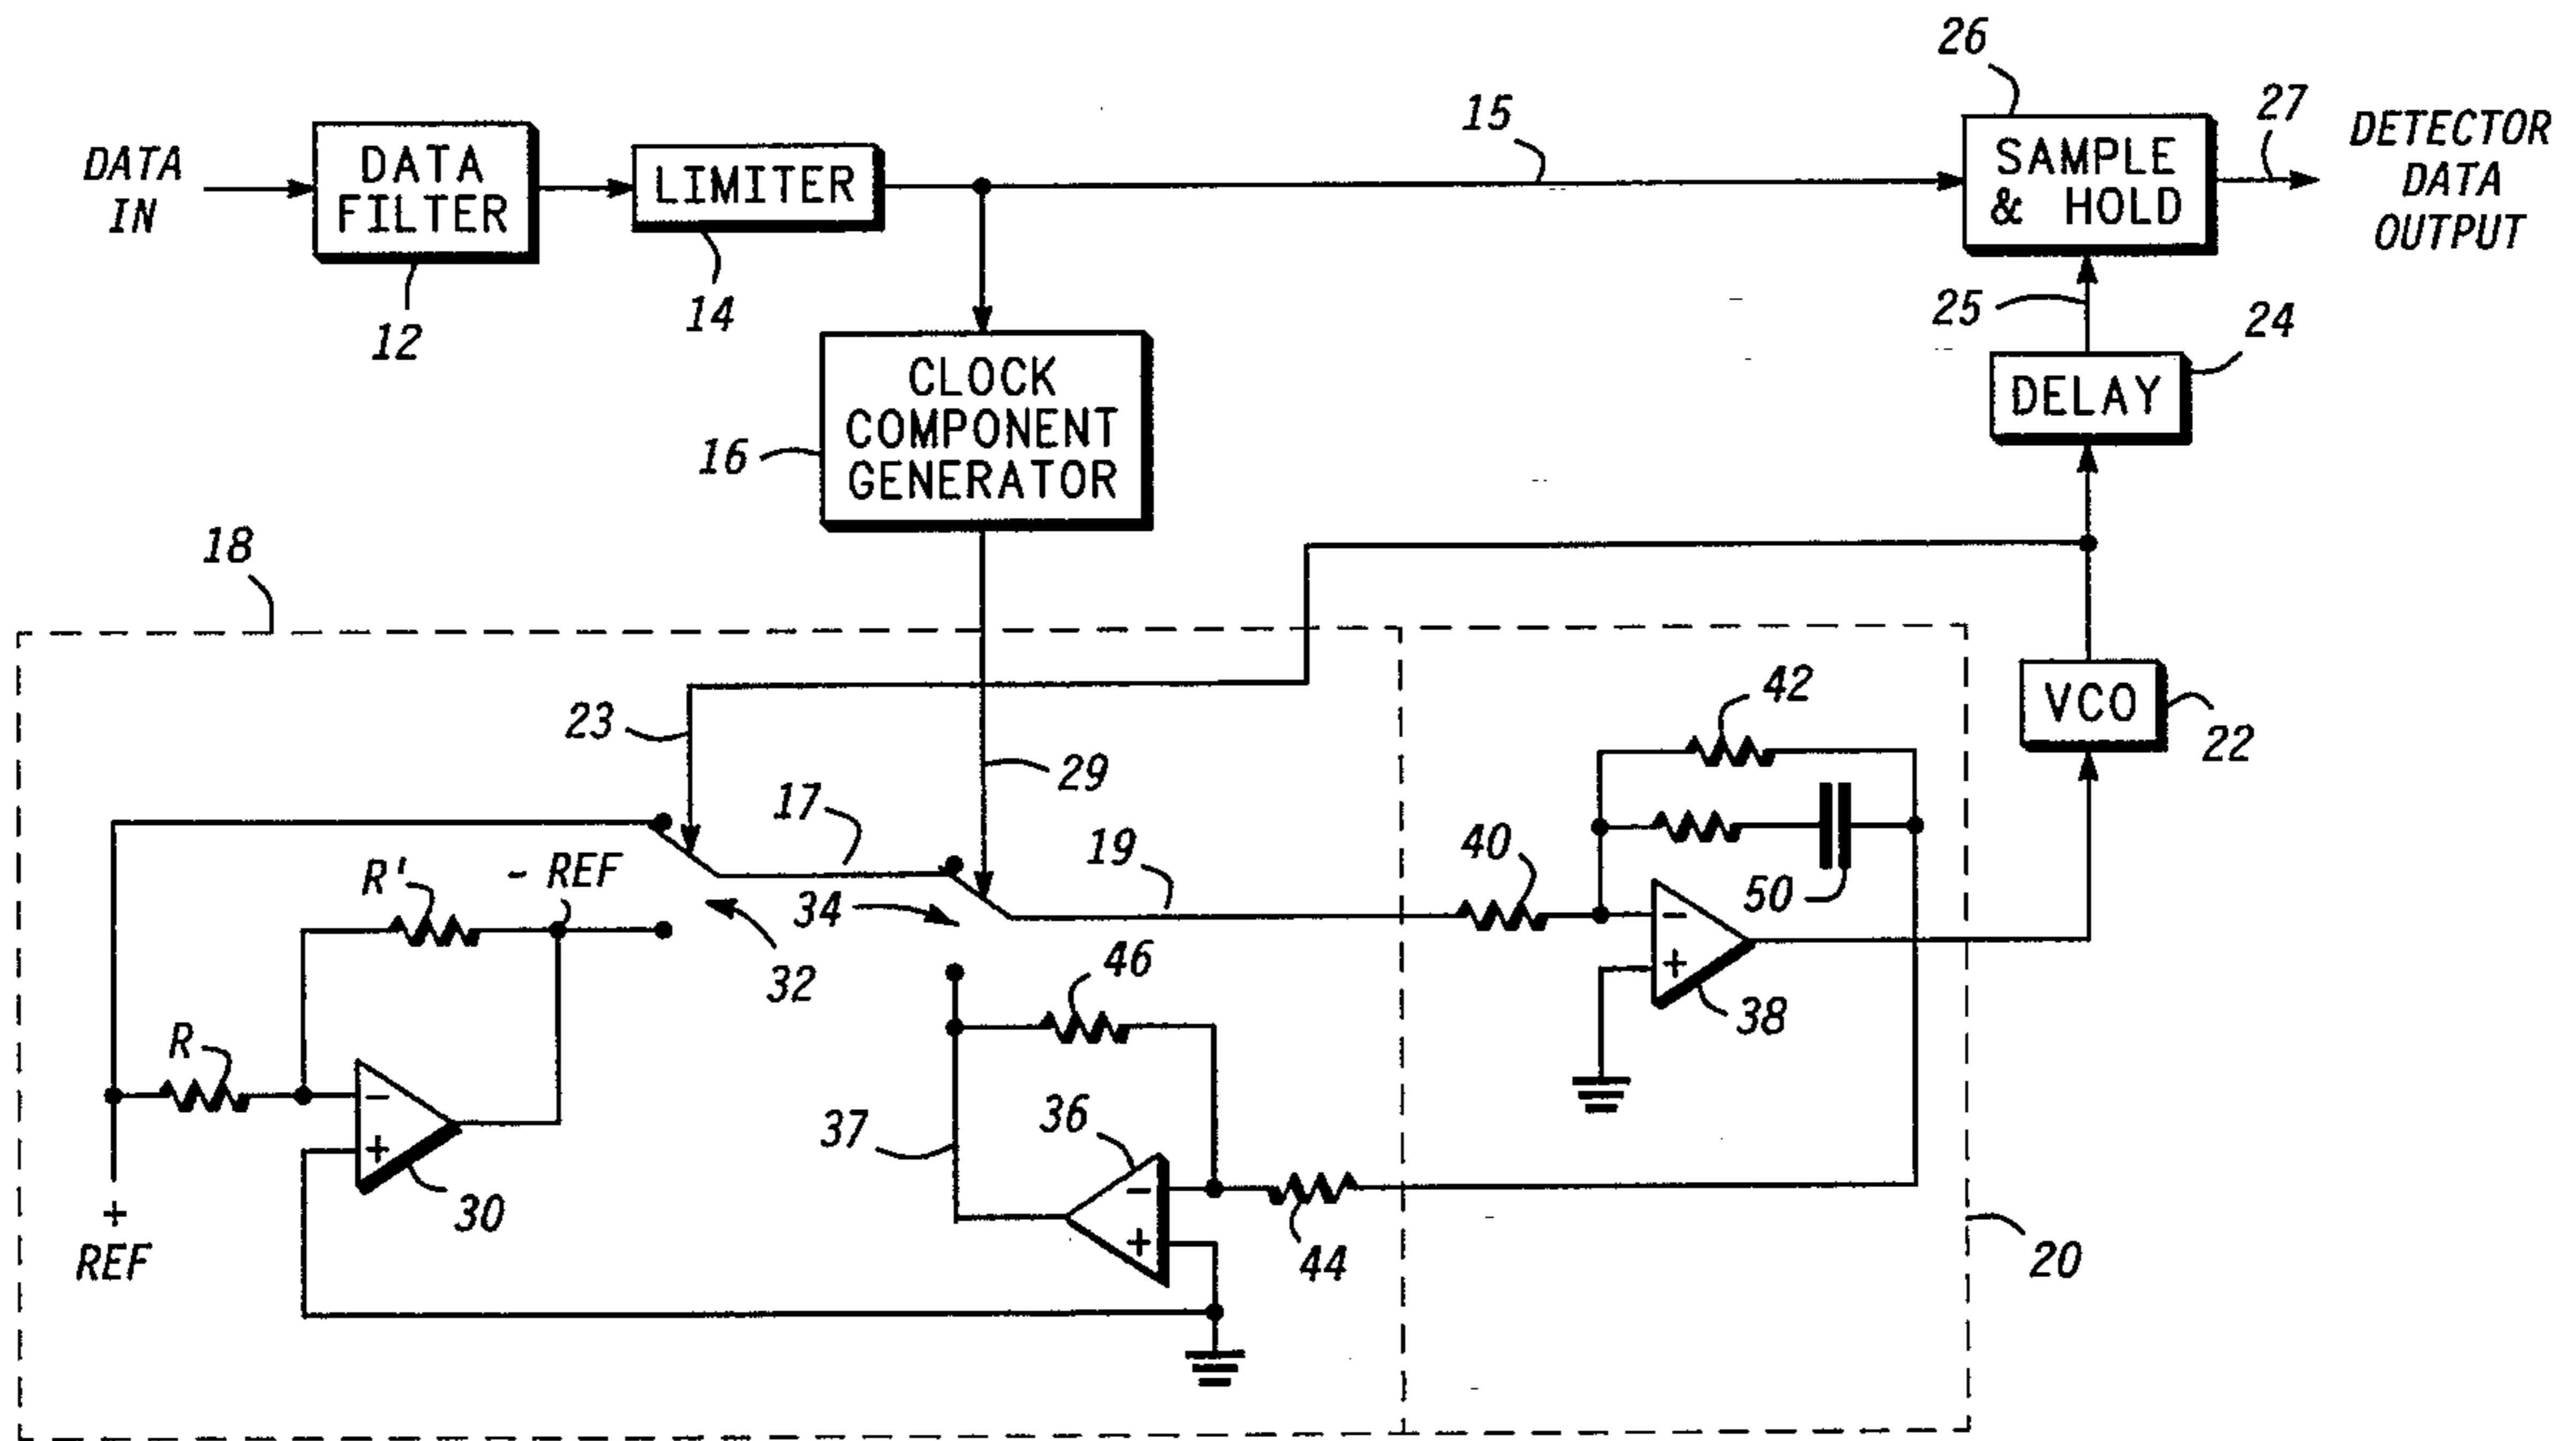 DATA
IN
DATA
FILTER
12
LIMITER
14
15
26
SAMPLE
& HOLD
27
DETECTOR
DATA
OUTPUT
25
24
DELAY
CLOCK
COMPONENT
GENERATOR
16
18
23
29
17
19
VCO
22
42
40
50
R'
- REF
34
32
46
-
+
38
R
-
+
30
37
36
-
+
44
20
+
REF